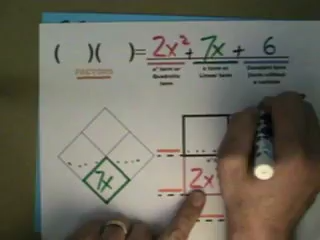 ( )( ) = 2x² + 7x + 6
FACTORS
x² term or Quadratic term
x term or Linear term
Constant term
7x
2x